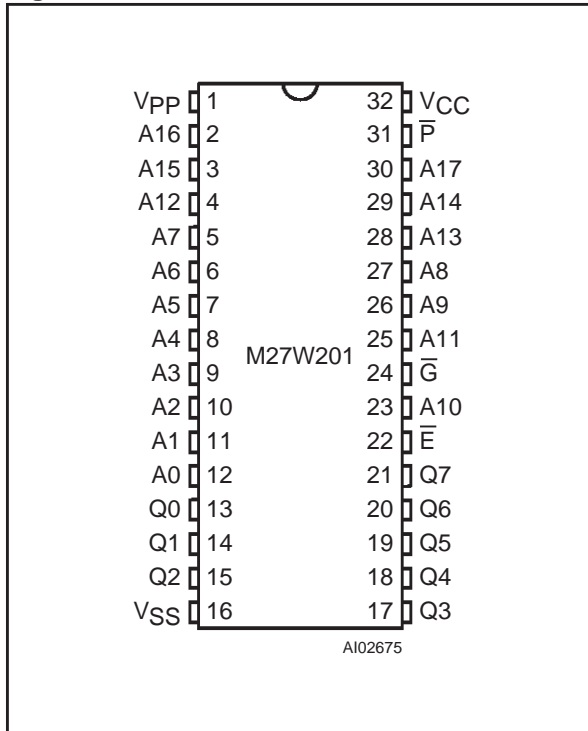 VPP 1 32 VCC
A16 2 31 P̅
A15 3 30 A17
A12 4 29 A14
A7 5 28 A13
A6 6 27 A8
A5 7 26 A9
A4 8 25 A11
M27W201
A3 9 24 G̅
A2 10 23 A10
A1 11 22 E̅
A0 12 21 Q7
Q0 13 20 Q6
Q1 14 19 Q5
Q2 15 18 Q4
VSS 16 17 Q3
AI02675